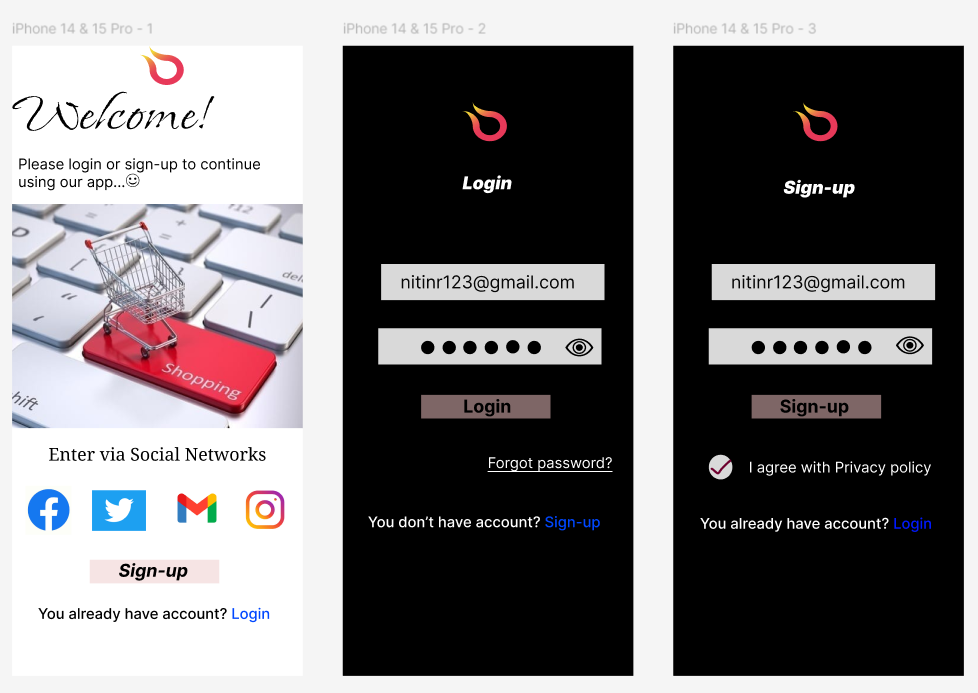 iPhone 14 & 15 Pro - 1
Welcome!
Please login or sign-up to continue
using our app...☺
f12
del
Shopping
shift
Enter via Social Networks
Sign-up
You already have account? Login
iPhone 14 & 15 Pro - 2
Login
nitinr123@gmail.com
Login
Forgot password?
You don't have account? Sign-up
iPhone 14 & 15 Pro - 3
Sign-up
nitinr123@gmail.com
Sign-up
I agree with Privacy policy
You already have account? Login